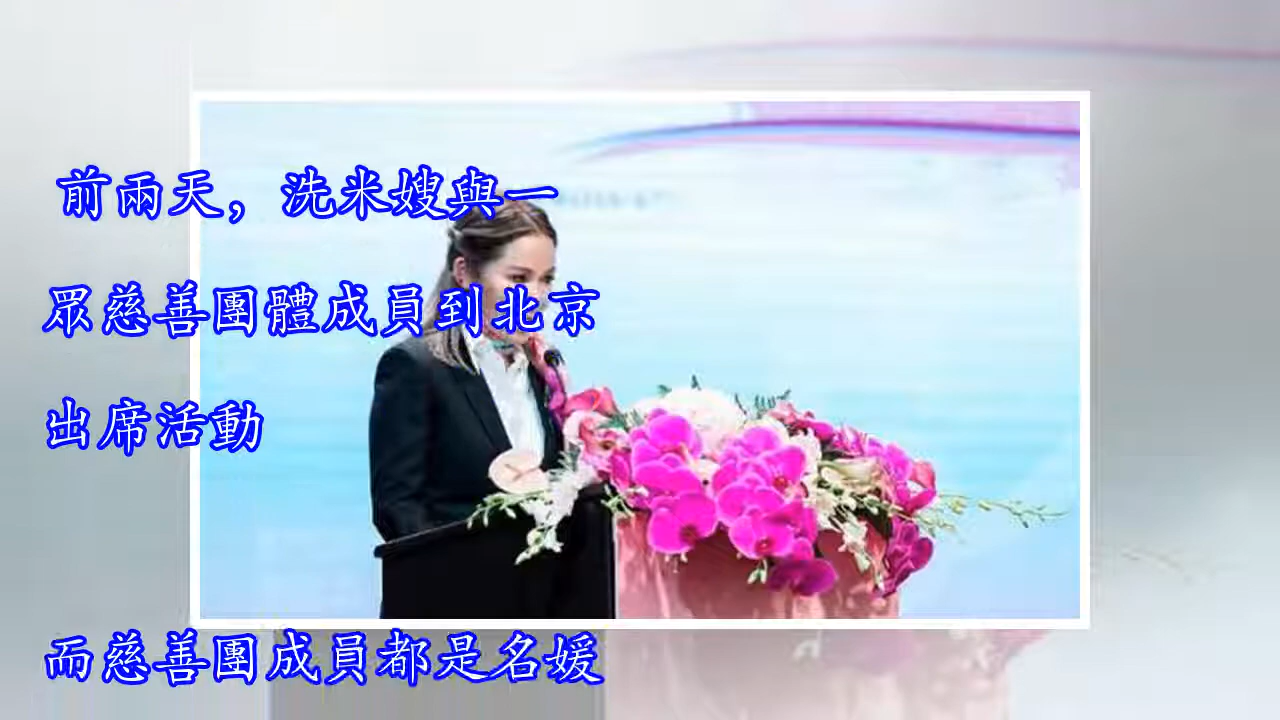 前兩天，洗米嫂與一
眾慈善團體成員到北京
出席活動
而慈善團成員都是名媛